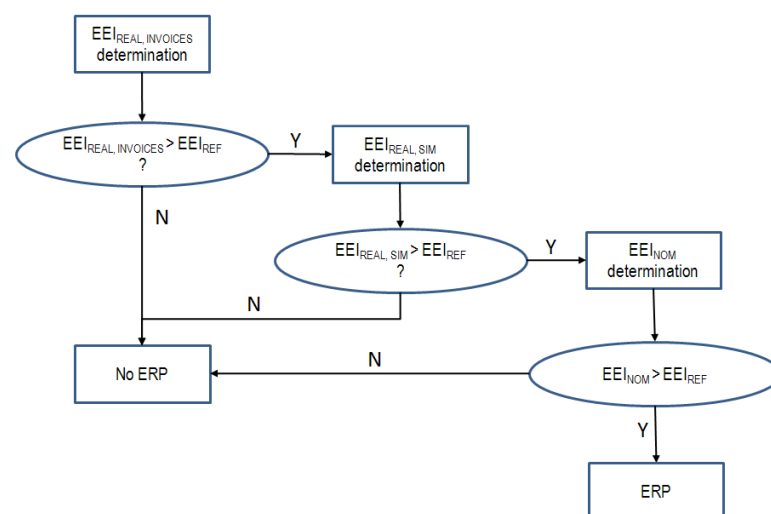 EEIREAL, INVOICES
determination
EEIREAL, INVOICES > EEIREF
?
Y
EEIREAL, SIM
determination
N
EEIREAL, SIM > EEIREF
?
Y
EEINOM
determination
N
No ERP
N
EEINOM > EEIREF
Y
ERP